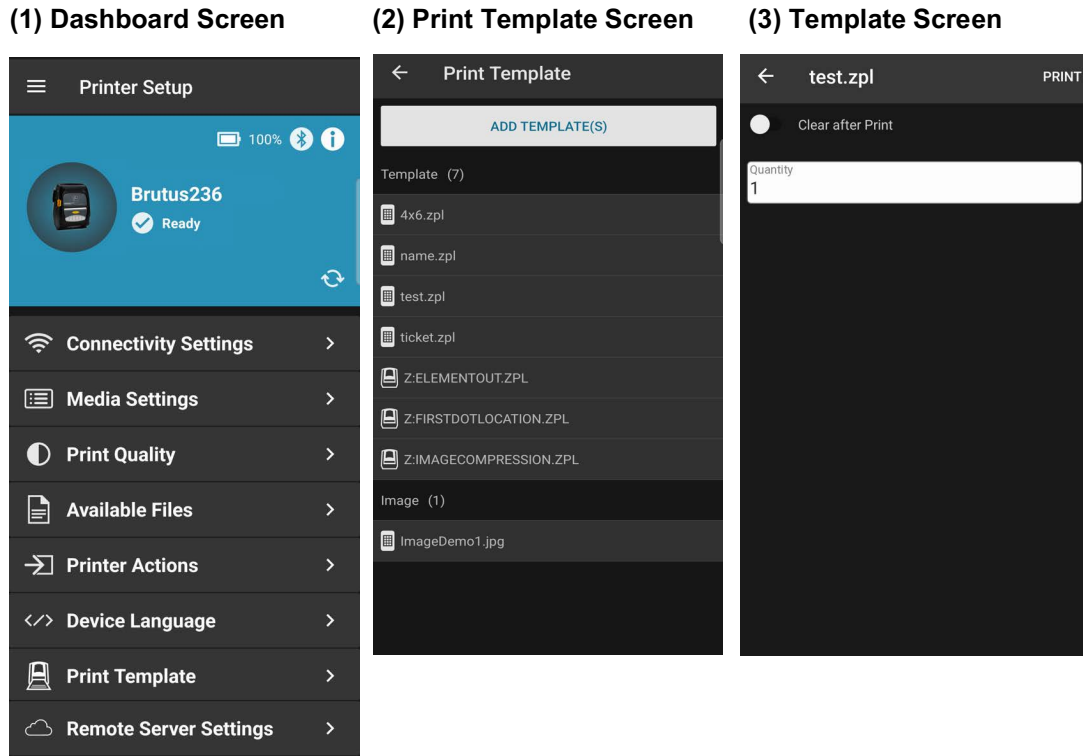 (1) Dashboard Screen
Printer Setup
100%
Brutus236
Ready
Connectivity Settings
Media Settings
Print Quality
Available Files
Printer Actions
Device Language
Print Template
Remote Server Settings
(2) Print Template Screen
Print Template
ADD TEMPLATE(S)
Template (7)
4x6.zpl
name.zpl
test.zpl
ticket.zpl
Z:ELEMENTOUT.ZPL
Z:FIRSTDOTLOCATION.ZPL
Z:IMAGECOMPRESSION.ZPL
Image (1)
ImageDemo1.jpg
(3) Template Screen
test.zpl PRINT
Clear after Print
Quantity
1